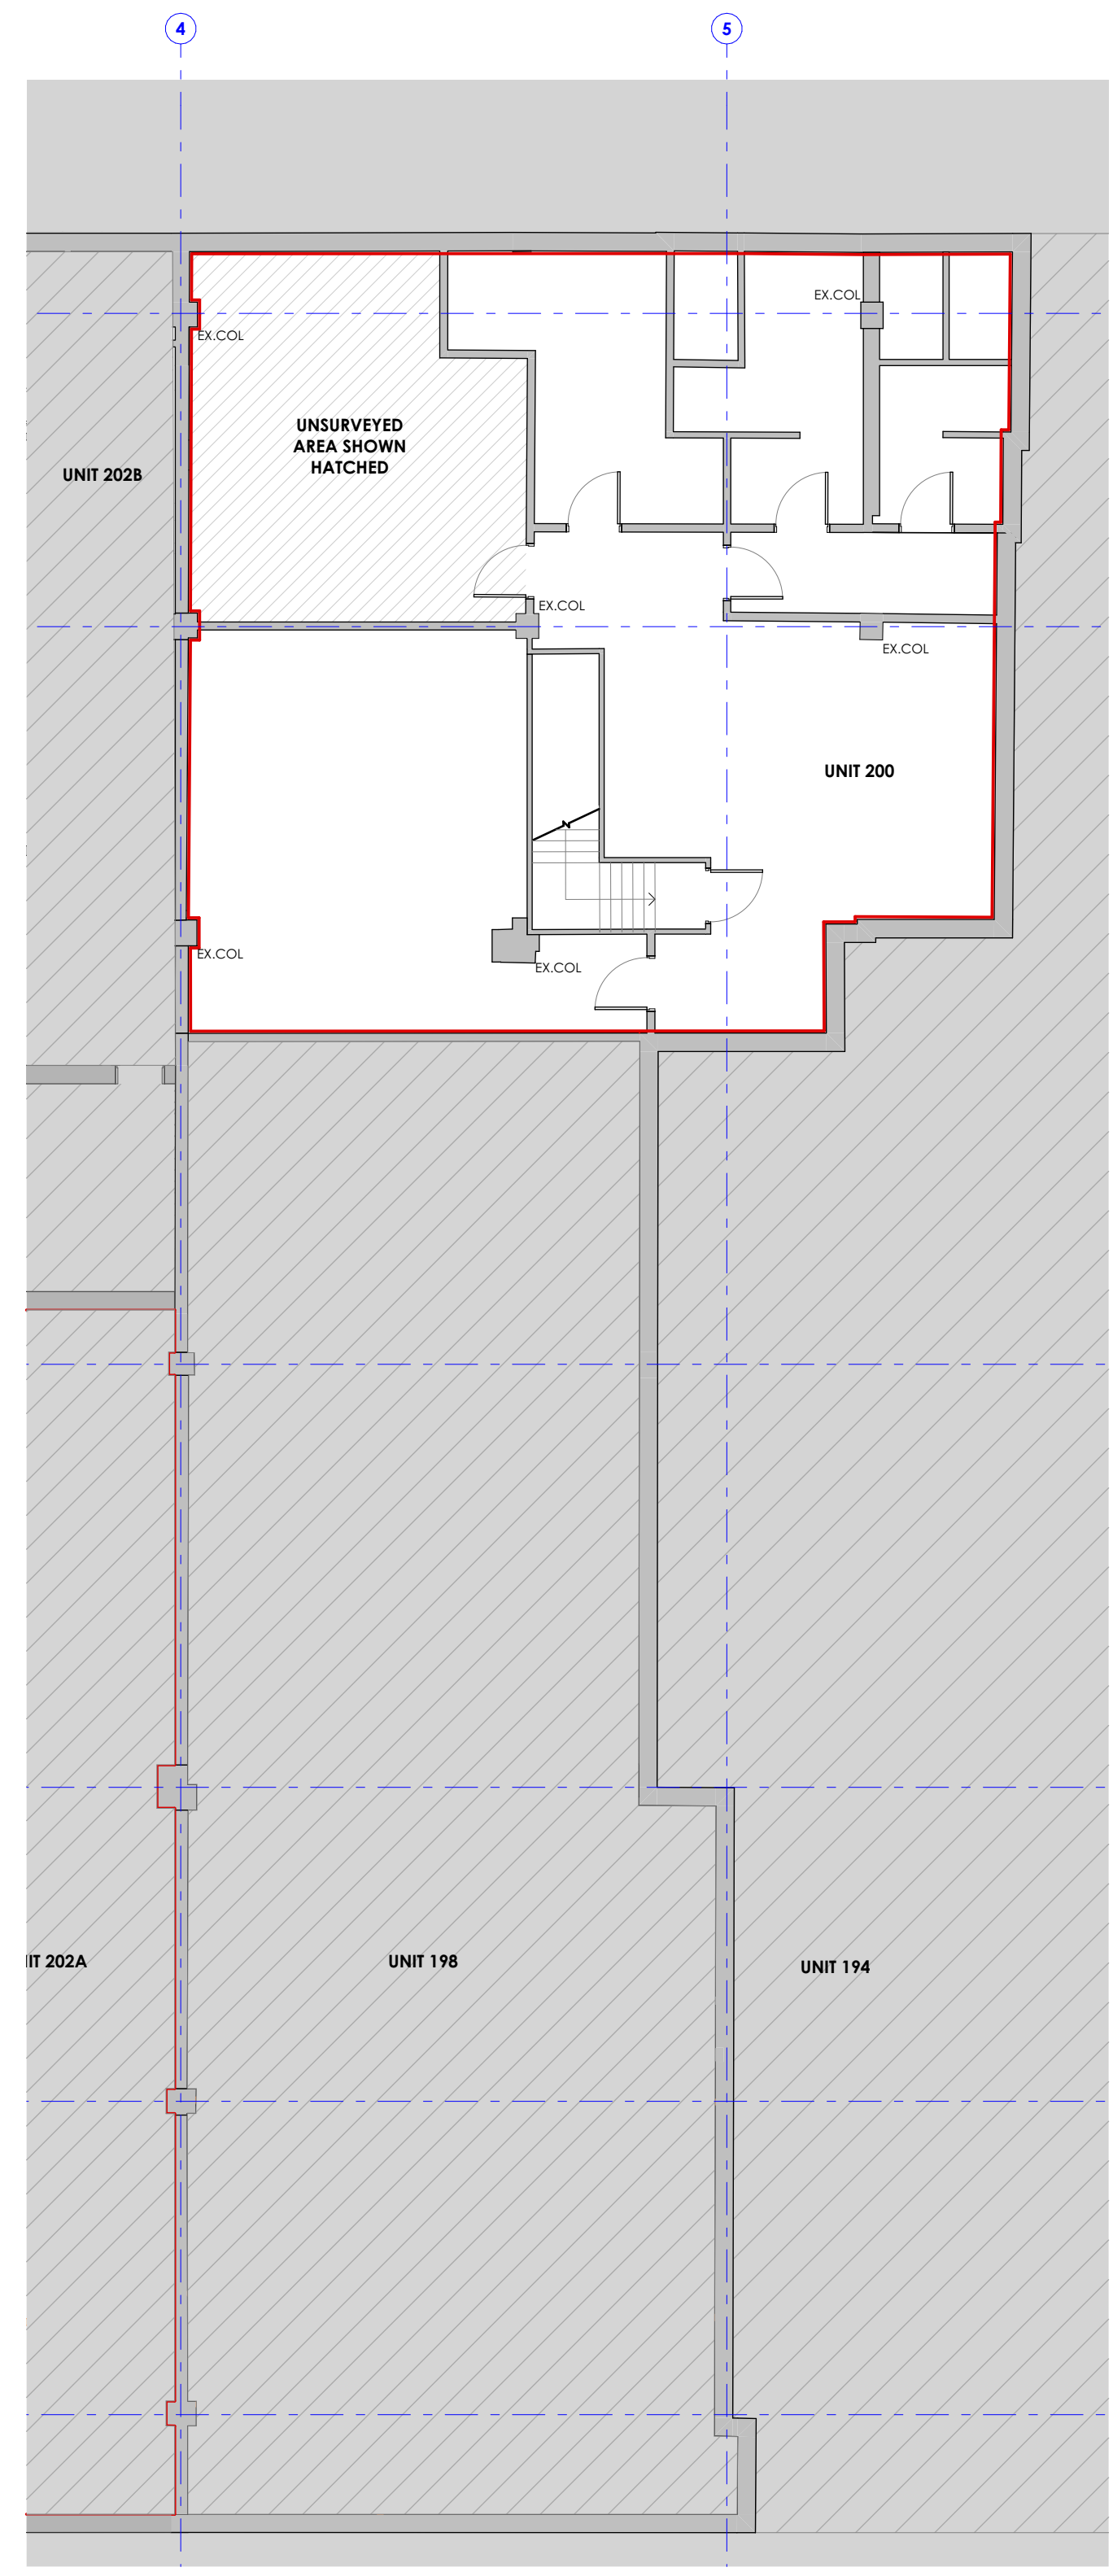 4
5
EX.COL
EX.COL
UNSURVEYED
AREA SHOWN
HATCHED
UNIT 202B
EX.COL
EX.COL
UNIT 200
EX.COL
EX.COL
IT 202A
UNIT 198
UNIT 194